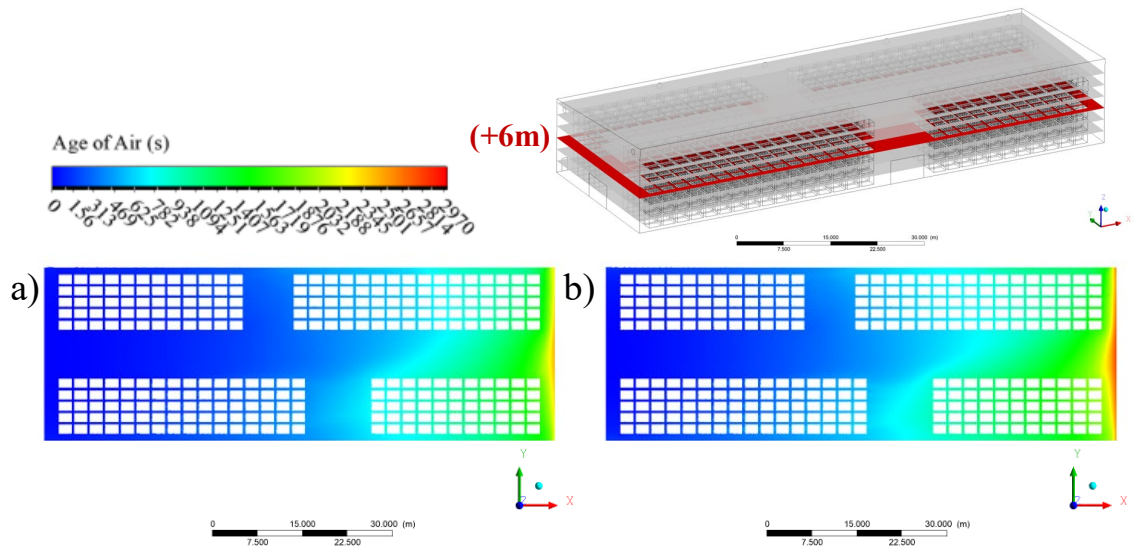 Age of Air (s)
0 156 313 469 625 782 938 1094 1251 1407 1563 1719 1876 2032 2188 2345 2501 2657 2814 2970
(+6m)
0 15.000 30.000 (m)
7.500 22.500
Z
Y
X
a)
b)
Y
Z
X
0 15.000 30.000 (m)
7.500 22.500
Y
Z
X
0 15.000 30.000 (m)
7.500 22.500